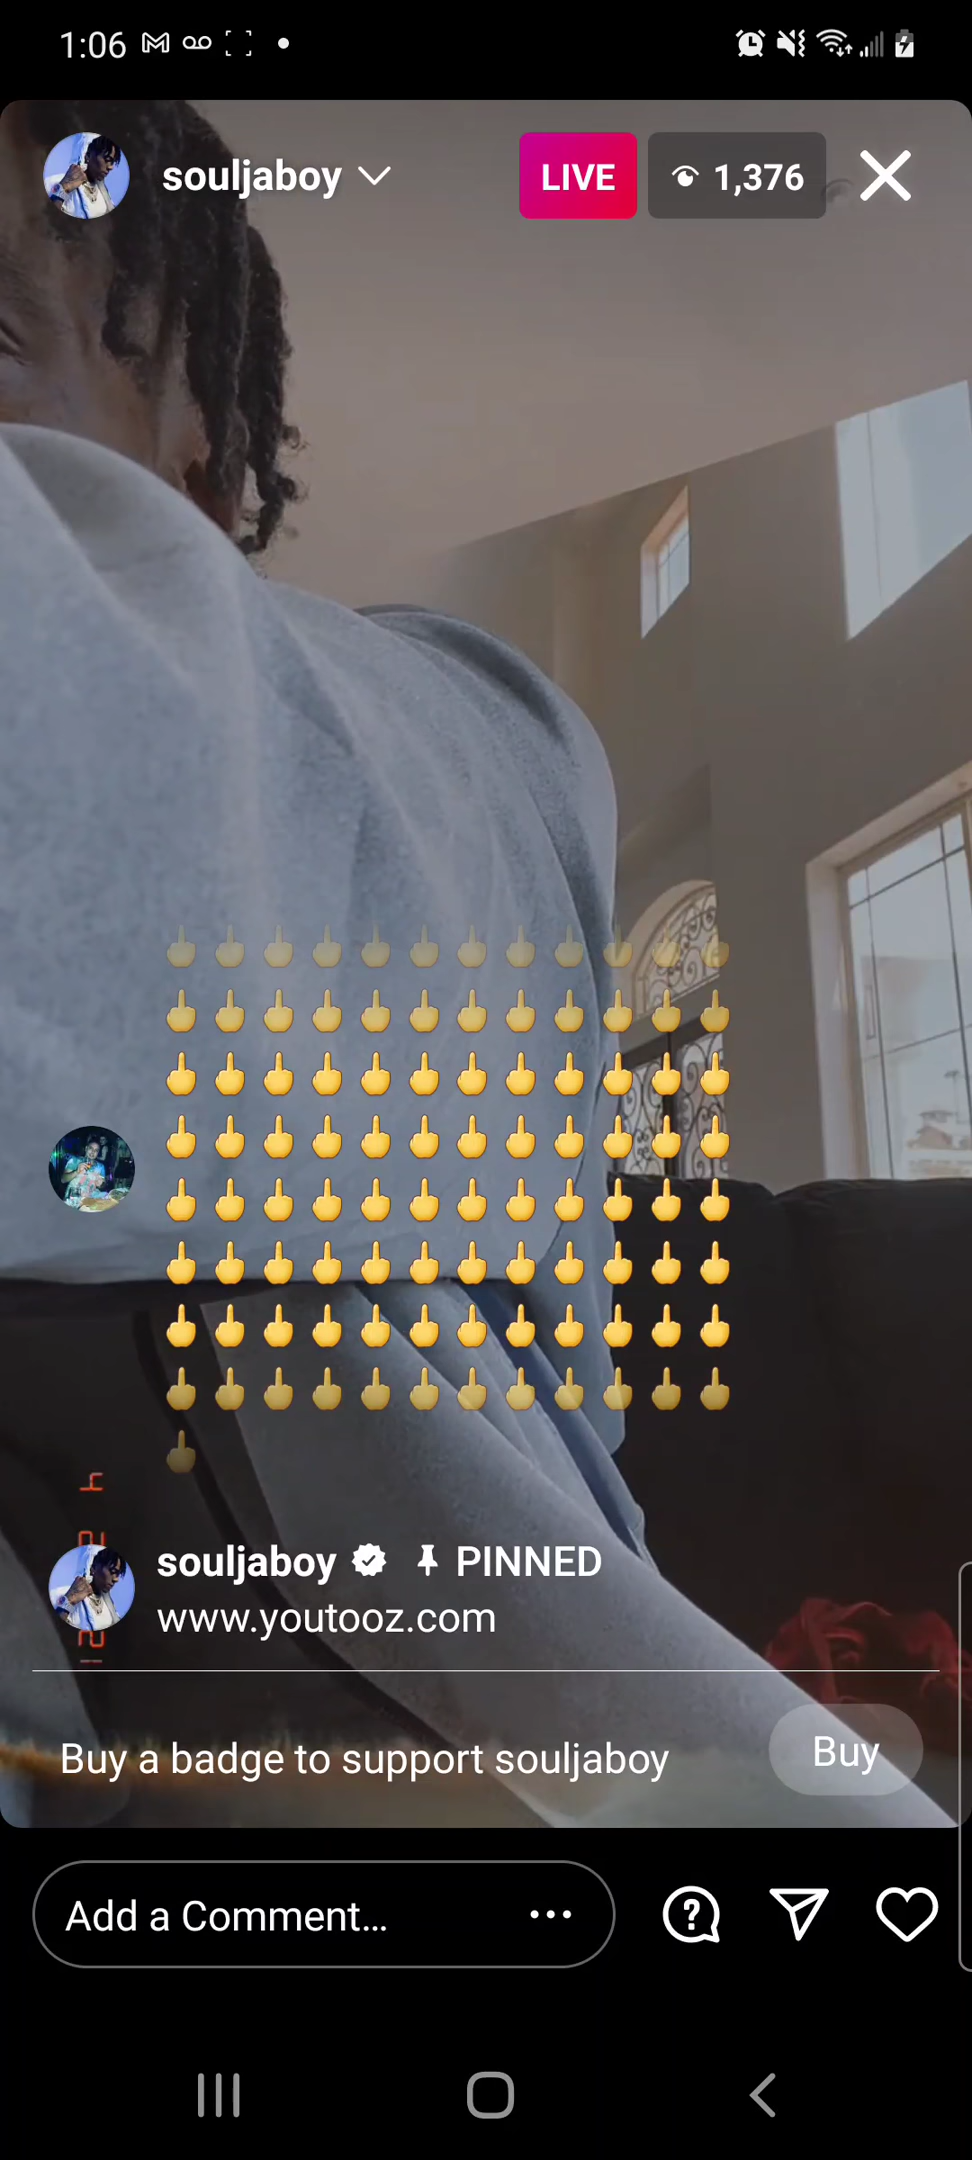 1:06
souljaboy
LIVE
1,376
🖕🖕🖕🖕🖕🖕🖕🖕🖕🖕🖕🖕
🖕🖕🖕🖕🖕🖕🖕🖕🖕🖕🖕🖕
🖕🖕🖕🖕🖕🖕🖕🖕🖕🖕🖕🖕
🖕🖕🖕🖕🖕🖕🖕🖕🖕🖕🖕🖕
🖕🖕🖕🖕🖕🖕🖕🖕🖕🖕🖕🖕
🖕🖕🖕🖕🖕🖕🖕🖕🖕🖕🖕🖕
🖕🖕🖕🖕🖕🖕🖕🖕🖕🖕🖕🖕
🖕🖕🖕🖕🖕🖕🖕🖕🖕🖕🖕🖕
🖕
souljaboy PINNED
www.youtooz.com
Buy a badge to support souljaboy
Buy
Add a Comment...